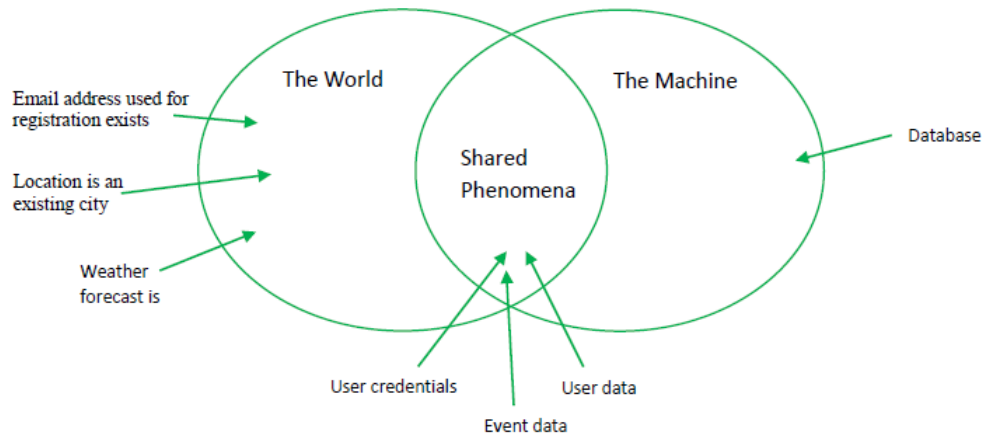 The World
The Machine
Email address used for
registration exists
Database
Shared
Phenomena
Location is an
existing city
Weather
forecast is
User credentials
User data
Event data